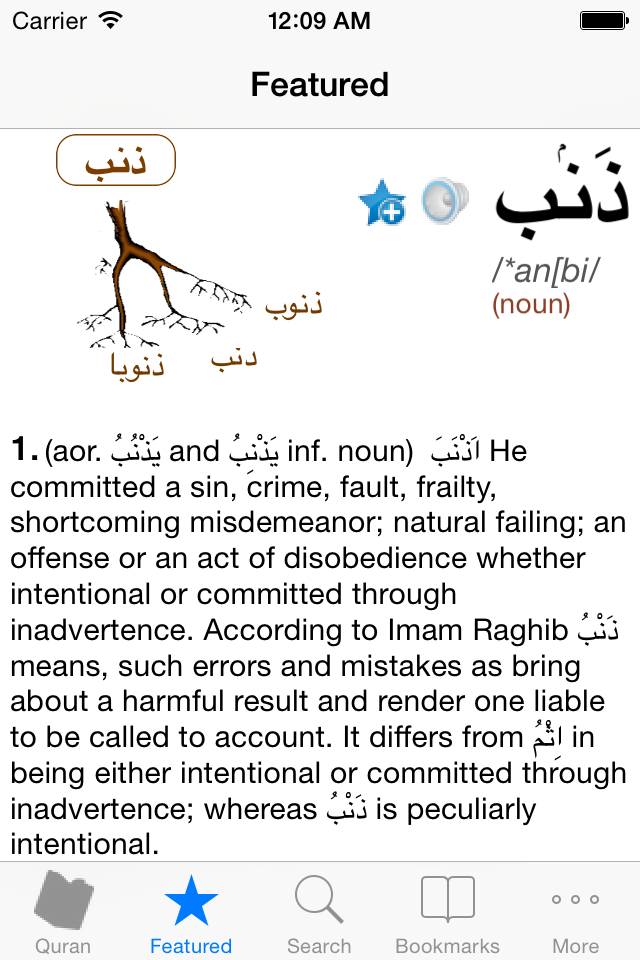 Carrier 12:09 AM
Featured
ذنب
ذَنۢبِ
/*an[bi/
(noun)
ذنوب
دنب
ذنوبا
1. (aor. يَذْنُبُ and يَذْنِبُ inf. noun) اَذْنَبَ He
committed a sin, crime, fault, frailty,
shortcoming misdemeanor; natural failing; an
offense or an act of disobedience whether
intentional or committed through
inadvertence. According to Imam Raghib ذَنْبُ
means, such errors and mistakes as bring
about a harmful result and render one liable
to be called to account. It differs from اِثْمُ in
being either intentional or committed through
inadvertence; whereas ذَنْبُ is peculiarly
intentional.
Quran Featured Search Bookmarks More